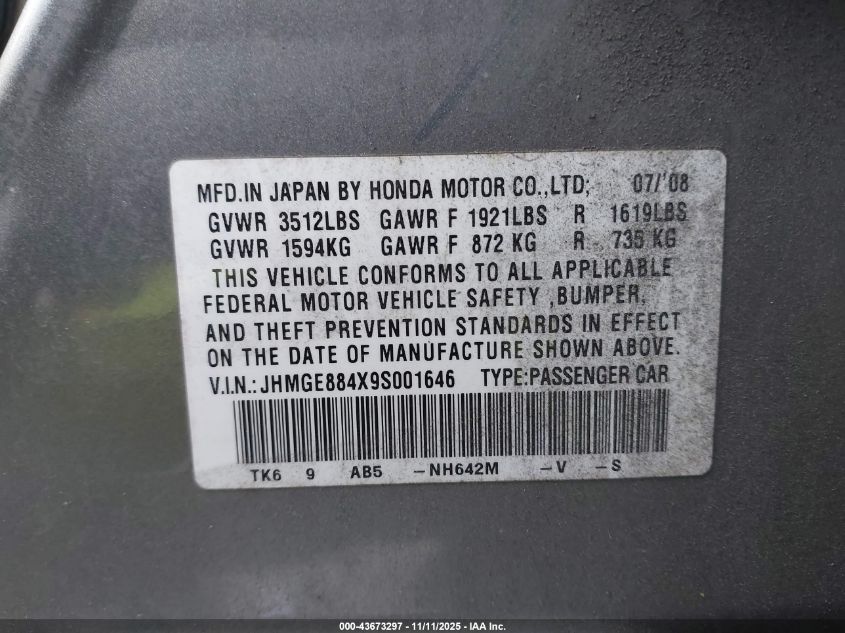 MFD.IN JAPAN BY HONDA MOTOR CO.,LTD; 07/'08
GVWR 3512LBS GAWR F 1921LBS R 1619LBS
GVWR 1594KG GAWR F 872 KG R 735 KG
THIS VEHICLE CONFORMS TO ALL APPLICABLE
FEDERAL MOTOR VEHICLE SAFETY ,BUMPER,
AND THEFT PREVENTION STANDARDS IN EFFECT
ON THE DATE OF MANUFACTURE SHOWN ABOVE.
V.I.N.: JHMGE884X9S001646 TYPE:PASSENGER CAR
TK6 9 AB5 -NH642M -V -S
000-43673297 - 11/11/2025 - IAA Inc.